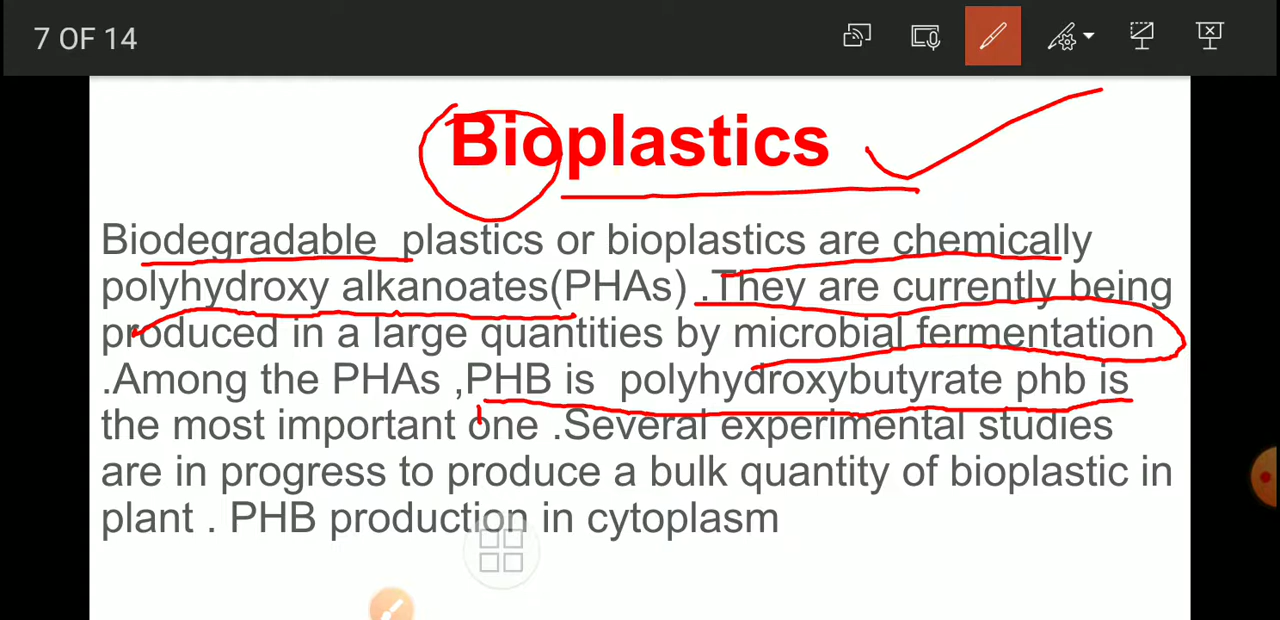 7 OF 14
Bioplastics
Biodegradable plastics or bioplastics are chemically
polyhydroxy alkanoates(PHAs) .They are currently being
produced in a large quantities by microbial fermentation
.Among the PHAs ,PHB is polyhydroxybutyrate phb is
the most important one .Several experimental studies
are in progress to produce a bulk quantity of bioplastic in
plant . PHB production in cytoplasm